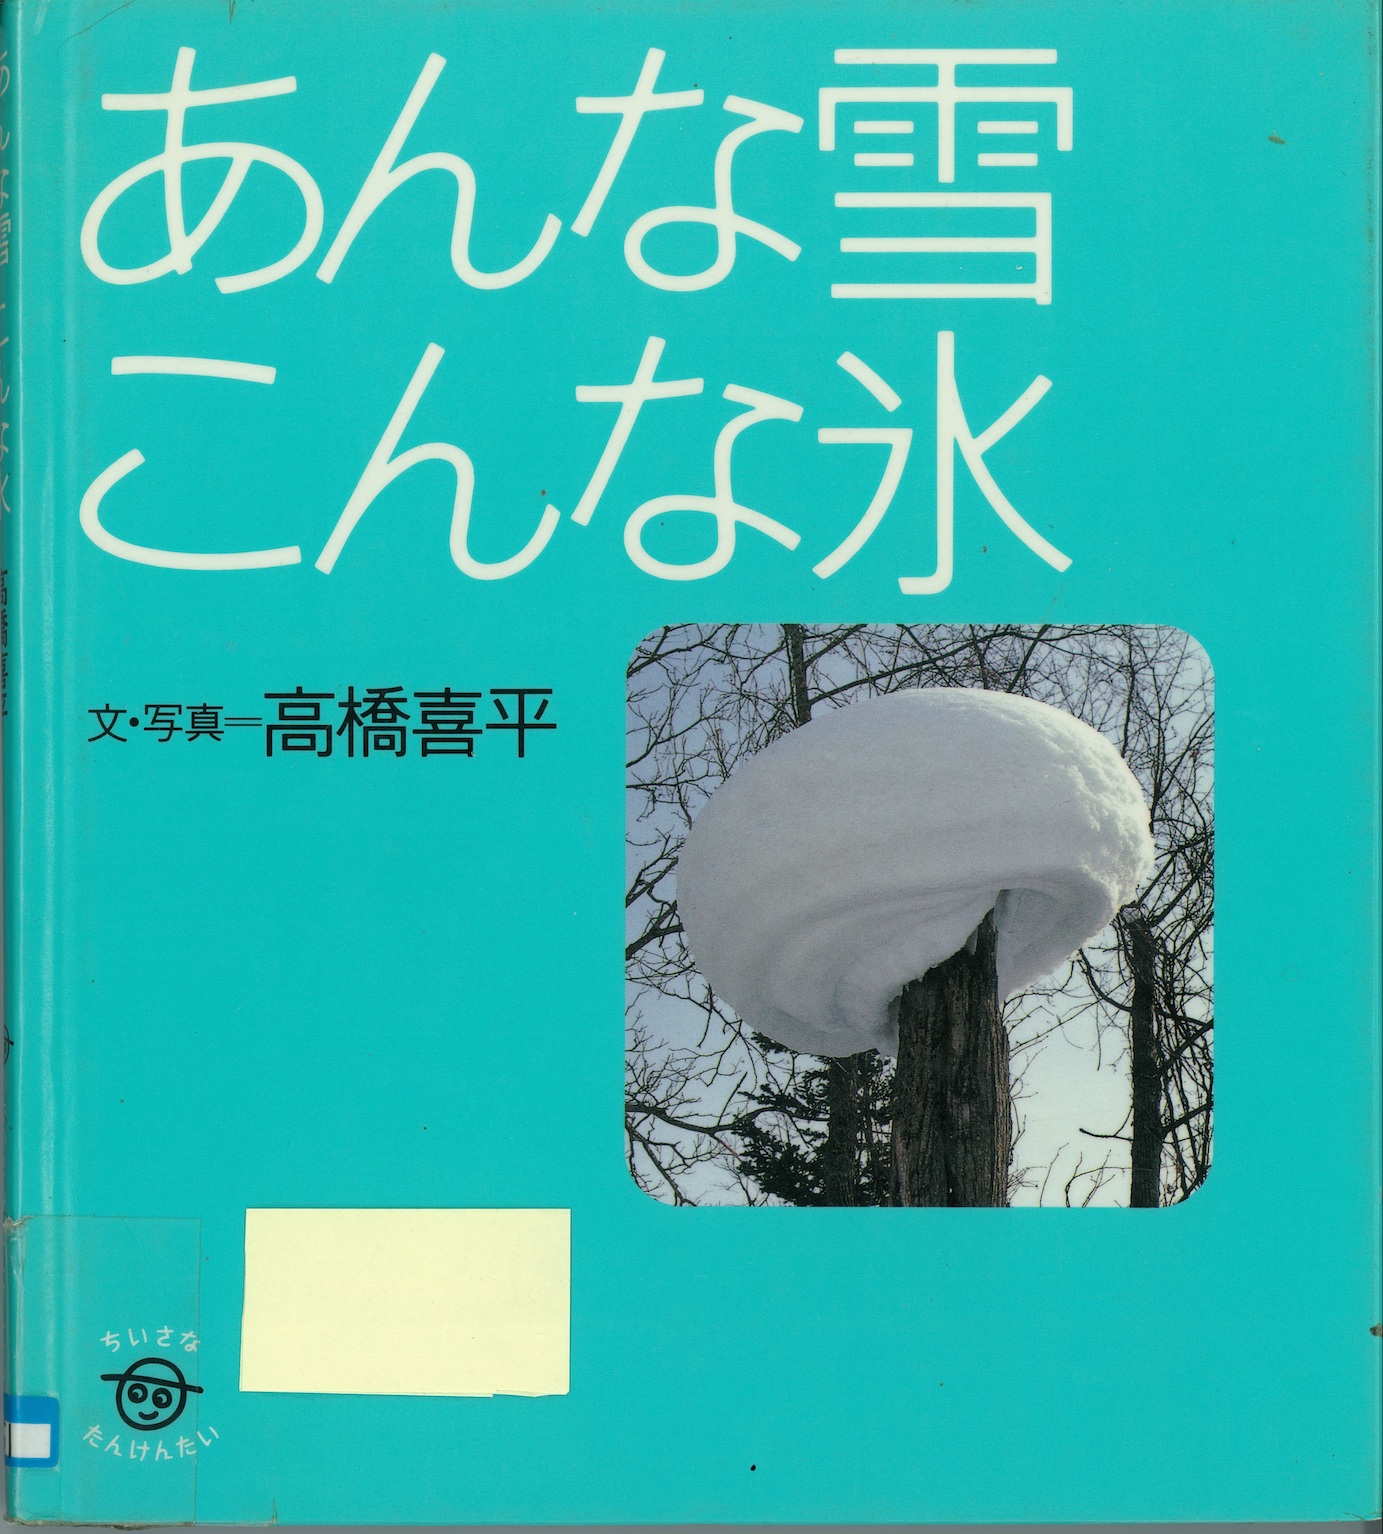 あんな雪
こんな氷
文・写真=高橋喜平
ちいさな
たんけんたい